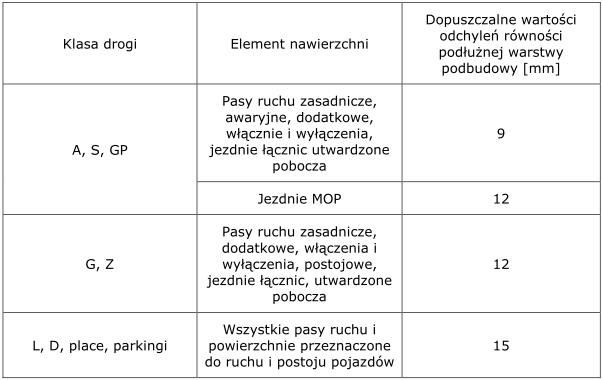 Klasa drogi
Element nawierzchni
Dopuszczalne wartości
odchyleń równości
podłużnej warstwy
podbudowy [mm]
A, S, GP
Pasy ruchu zasadnicze,
awaryjne, dodatkowe,
włącznie i wyłączenia,
jezdnie łącznic utwardzone
pobocza
9
Jezdnie MOP
12
G, Z
Pasy ruchu zasadnicze,
dodatkowe, włączenia i
wyłączenia, postojowe,
jezdnie łącznic, utwardzone
pobocza
12
L, D, place, parkingi
Wszystkie pasy ruchu i
powierzchnie przeznaczone
do ruchu i postoju pojazdów
15